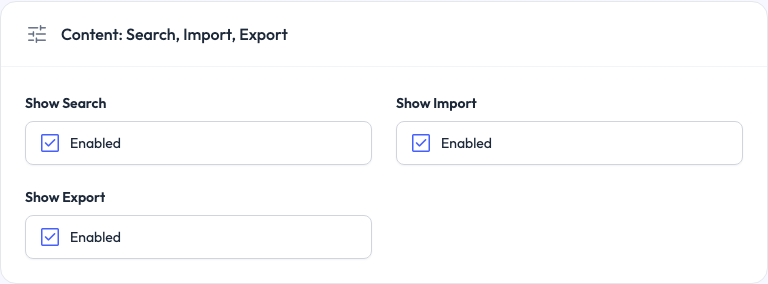 Content: Search, Import, Export
Show Search
Show Import
Enabled
Enabled
Show Export
Enabled